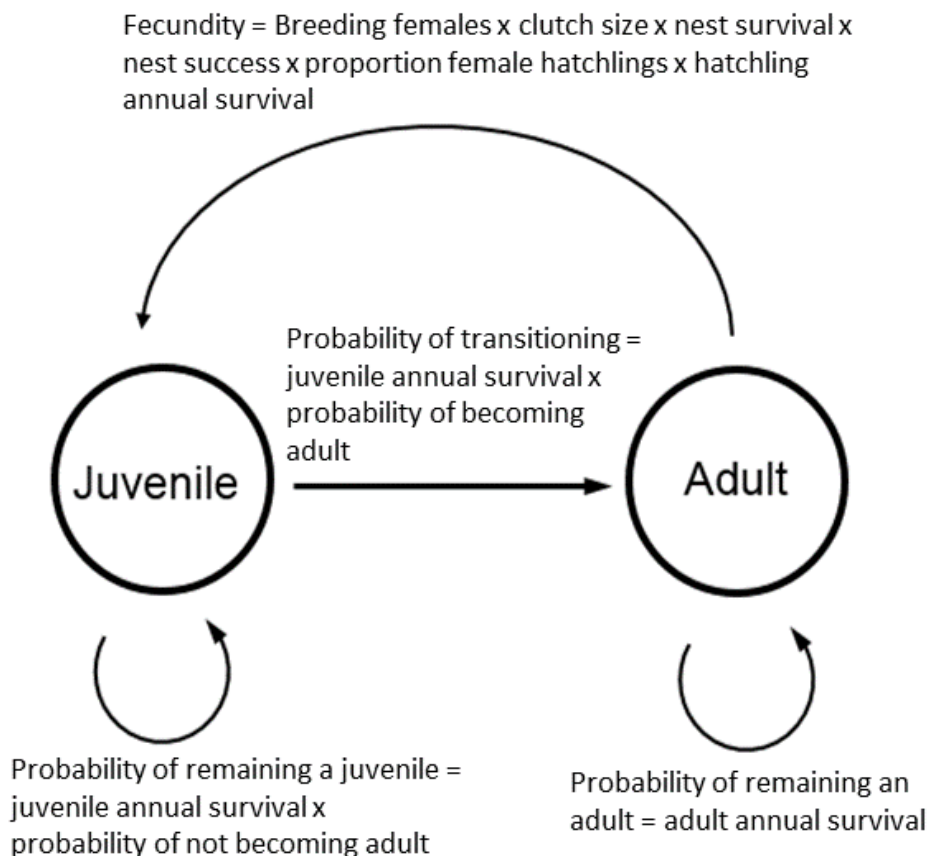 Fecundity = Breeding females x clutch size x nest survival x
nest success x proportion female hatchlings x hatchling
annual survival
Probability of transitioning =
juvenile annual survival x
probability of becoming
adult
Juvenile
Adult
Probability of remaining a juvenile =
juvenile annual survival x
probability of not becoming adult
Probability of remaining an
adult = adult annual survival